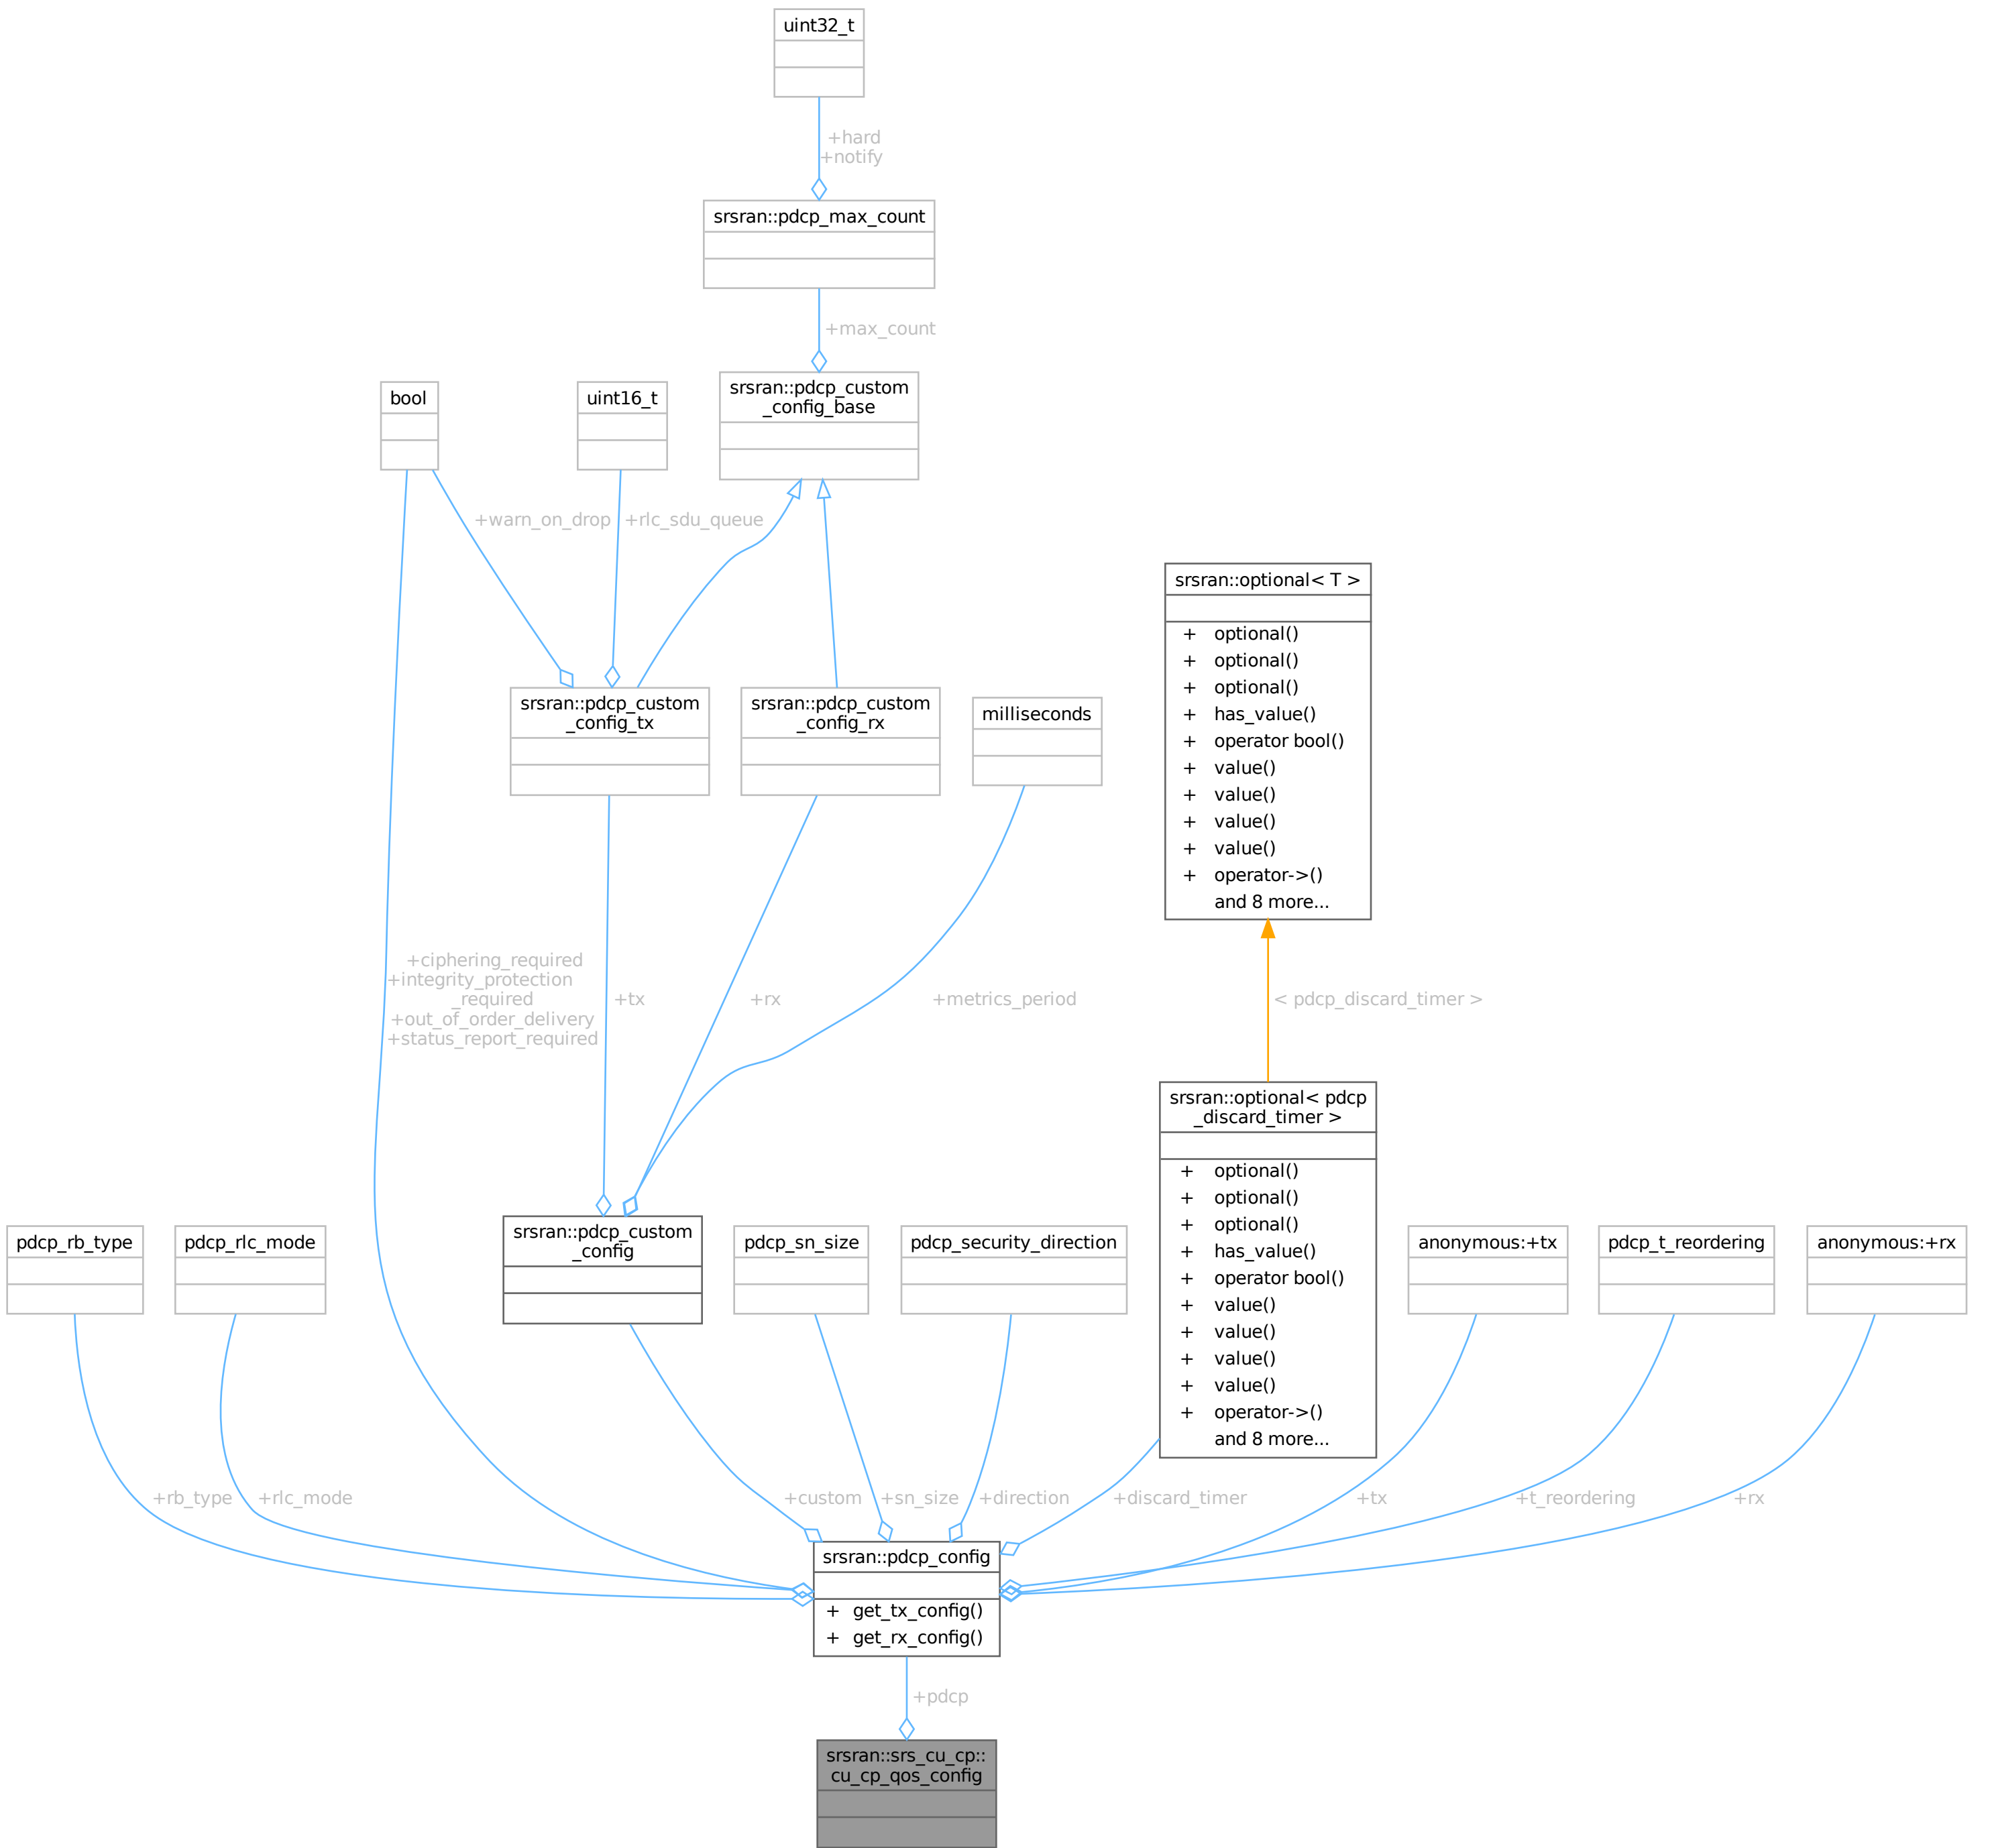 uint32_t
+hard
+notify
srsran::pdcp_max_count
+max_count
bool
uint16_t
srsran::pdcp_custom
_config_base
+warn_on_drop
+rlc_sdu_queue
srsran::optional< T >
+ optional()
+ optional()
+ optional()
+ has_value()
+ operator bool()
+ value()
+ value()
+ value()
+ value()
+ operator->()
and 8 more...
srsran::pdcp_custom
_config_tx
srsran::pdcp_custom
_config_rx
milliseconds
+ciphering_required
+integrity_protection
_required
+out_of_order_delivery
+status_report_required
+tx
+rx
+metrics_period
< pdcp_discard_timer >
srsran::optional< pdcp
_discard_timer >
+ optional()
+ optional()
+ optional()
+ has_value()
+ operator bool()
+ value()
+ value()
+ value()
+ value()
+ operator->()
and 8 more...
pdcp_rb_type
pdcp_rlc_mode
srsran::pdcp_custom
_config
pdcp_sn_size
pdcp_security_direction
anonymous:+tx
pdcp_t_reordering
anonymous:+rx
+rb_type
+rlc_mode
+custom
+sn_size
+direction
+discard_timer
+tx
+t_reordering
+rx
srsran::pdcp_config
+ get_tx_config()
+ get_rx_config()
+pdcp
srsran::srs_cu_cp::
cu_cp_qos_config